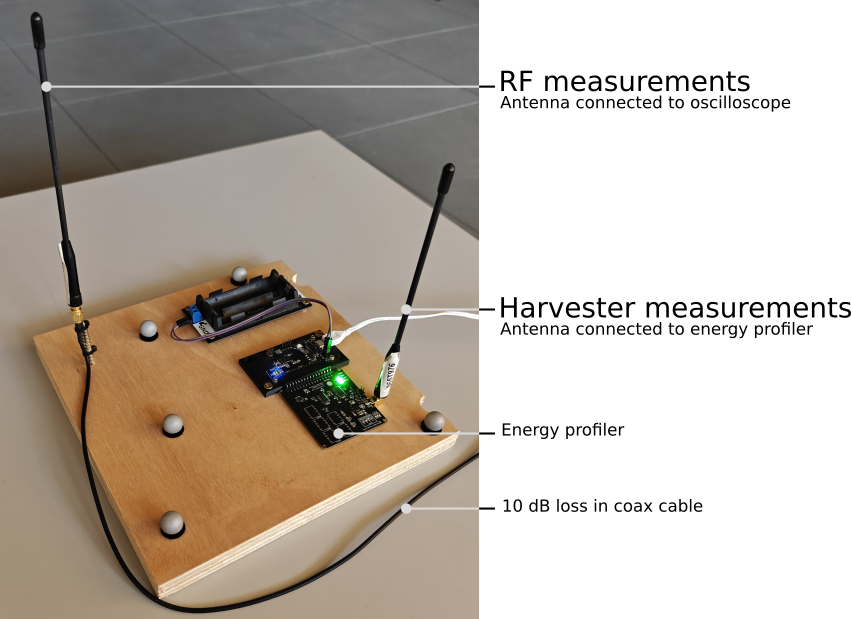 RF measurements
Antenna connected to oscilloscope
Harvester measurements
Antenna connected to energy profiler
Energy profiler
10 dB loss in coax cable